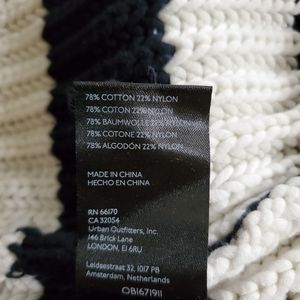 78% COTTON 22% NYLON
78% COTON 22% NYLON
78% BAUMWOLLE 22% NYLON
78% COTONE 22% NYLON
78% ALGODÓN 22% NYLON
MADE IN CHINA
HECHO EN CHINA
RN 66170
CA 32054
Urban Outfitters, Inc.
146 Brick Lane
LONDON, E1 6RU
Leidsestraat 32, 1017 PB
Amsterdam, Netherlands
OB1671911